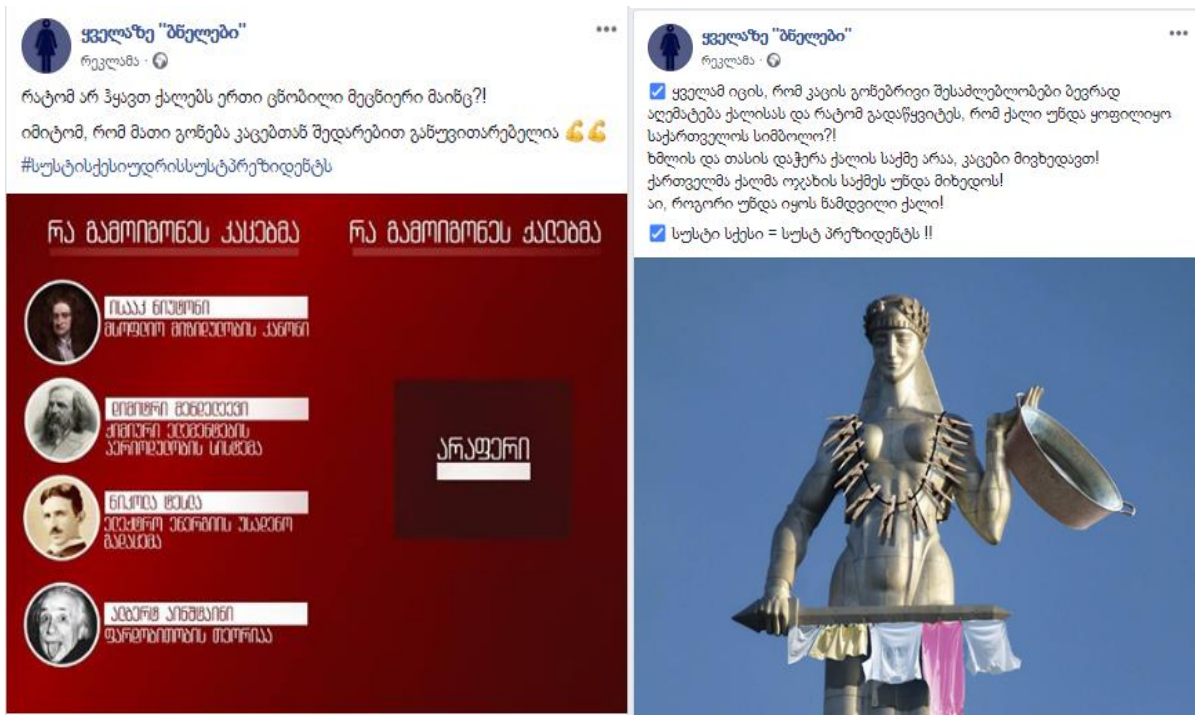 ყველაზე "ბნელები"
რეკლამა ·
რატომ არ ჰყავთ ქალებს ერთი ცნობილი მეცნიერი მაინც?!
იმიტომ, რომ მათი გონება კაცებთან შედარებით განუვითარებელია 💪💪
#სუსტისქესიუდრისსუსტპრეზიდენტს
რა გამოიგონეს კაცებმა
ისააკ ნიუტონი
მსოფლიო მიზიდულობის კანონი
დიმიტრი მენდელეევი
ქიმიური ელემენტების
პერიოდულობის სისტემა
ნიკოლა ტესლა
ელექტრო ენერგიის უსადენო
გადაცემა
ალბერტ აინშტაინი
ფარდობითობის თეორია
რა გამოიგონეს ქალებმა
არაფერი
ყველაზე "ბნელები"
რეკლამა ·
☑ ყველამ იცის, რომ კაცის გონებრივი შესაძლებლობები ბევრად
აღემატება ქალისას და რატომ გადაწყვიტეს, რომ ქალი უნდა ყოფილიყო
საქართველოს სიმბოლო?!
ხმლის და თასის დაჭერა ქალის საქმე არაა, კაცები მივხედავთ!
ქართველმა ქალმა ოჯახის საქმეს უნდა მიხედოს!
აი, როგორი უნდა იყოს ნამდვილი ქალი!
☑ სუსტი სქესი = სუსტ პრეზიდენტს !!